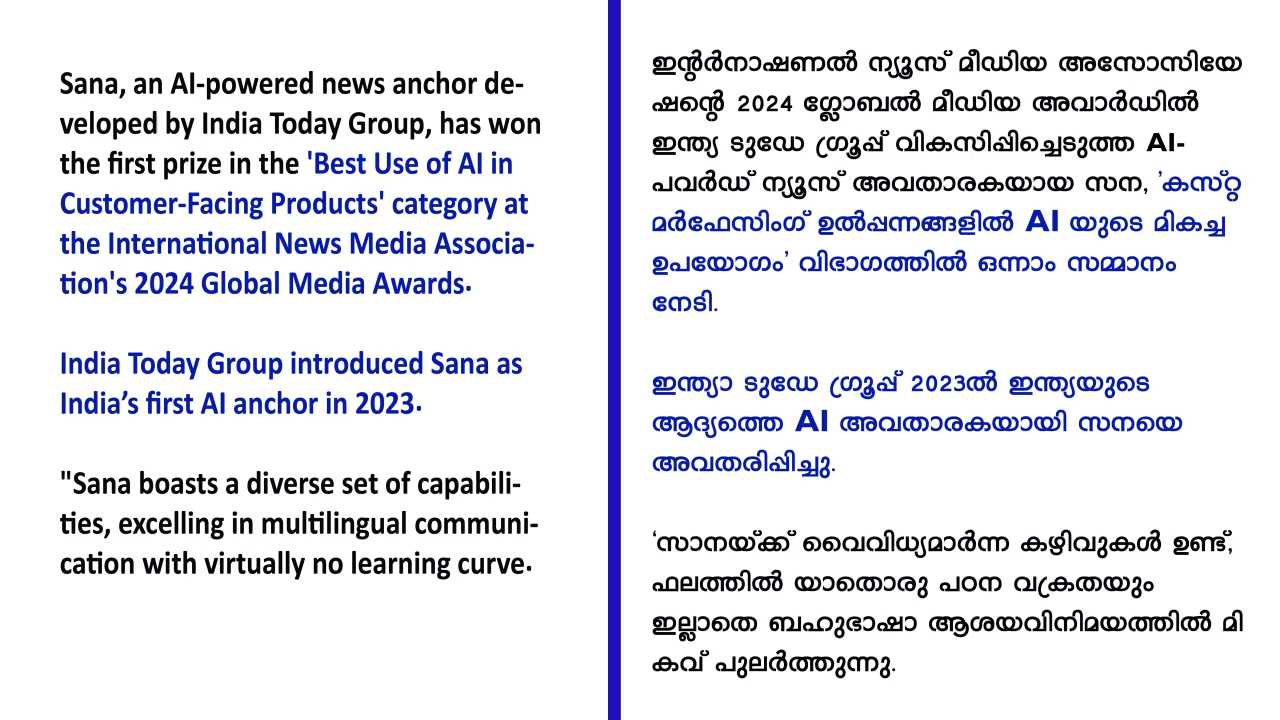 Sana, an AI-powered news anchor de-
veloped by India Today Group, has won
the first prize in the 'Best Use of AI in
Customer-Facing Products' category at
the International News Media Associa-
tion's 2024 Global Media Awards.
India Today Group introduced Sana as
India’s first AI anchor in 2023.
"Sana boasts a diverse set of capabili-
ties, excelling in multilingual communi-
cation with virtually no learning curve.
ഇന്റർനാഷണൽ ന്യൂസ് മീഡിയ അസോസിയേ
ഷന്റെ 2024 ഗ്ലോബൽ മീഡിയ അവാർഡിൽ
ഇന്ത്യ ടുഡേ ഗ്രൂപ്പ് വികസിപ്പിച്ചെടുത്ത AI-
പവർഡ് ന്യൂസ് അവതാരകയായ സന, 'കസ്റ്റ
മർഫേസിംഗ് ഉൽപ്പന്നങ്ങളിൽ AI യുടെ മികച്ച
ഉപയോഗം' വിഭാഗത്തിൽ ഒന്നാം സമ്മാനം
നേടി.
ഇന്ത്യാ ടുഡേ ഗ്രൂപ്പ് 2023ൽ ഇന്ത്യയുടെ
ആദ്യത്തെ AI അവതാരകയായി സനയെ
അവതരിപ്പിച്ചു.
‘സാനയ്ക്ക് വൈവിധ്യമാർന്ന കഴിവുകൾ ഉണ്ട്,
ഫലത്തിൽ യാതൊരു പഠന വക്രതയും
ഇല്ലാതെ ബഹുഭാഷാ ആശയവിനിമയത്തിൽ മി
കവ് പുലർത്തുന്നു.